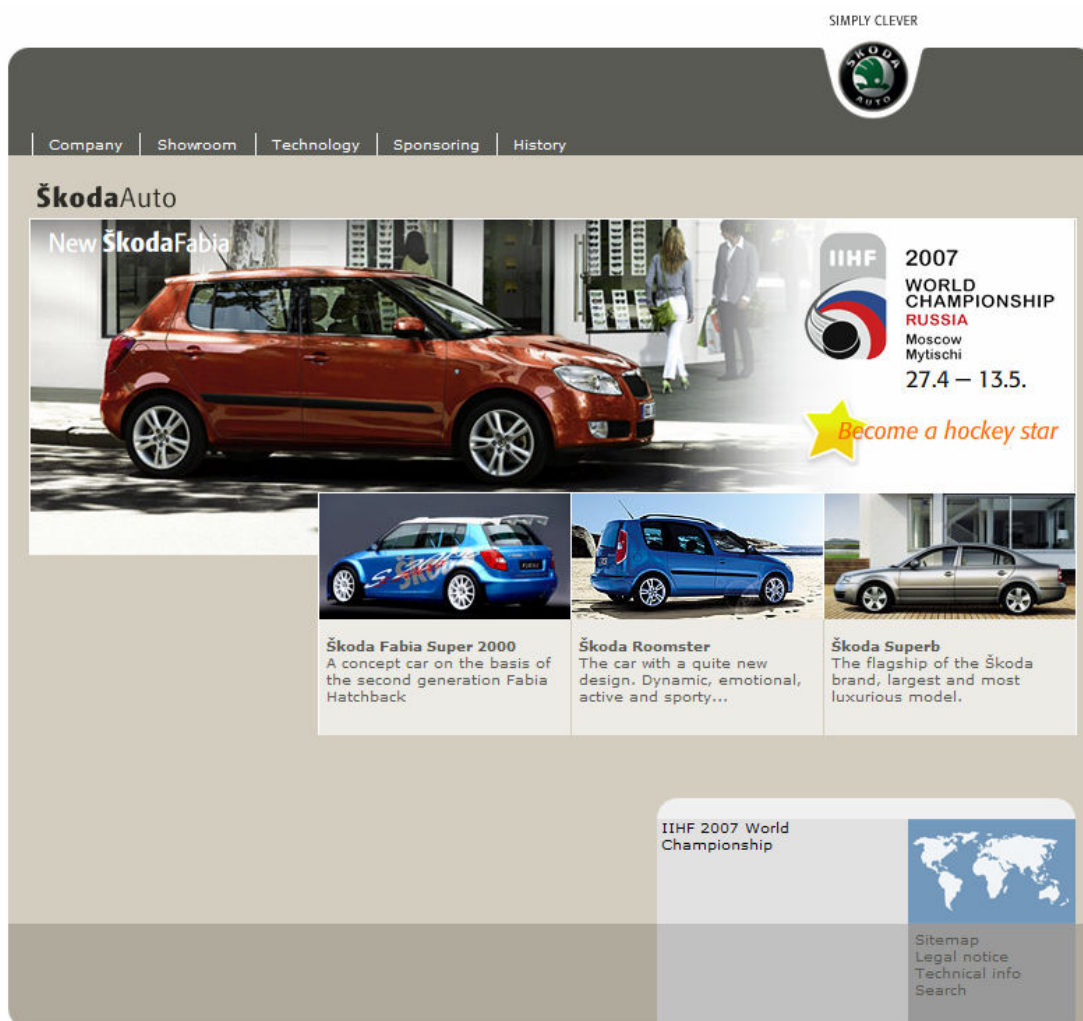 SIMPLY CLEVER
ŠKODA
AUTO
Company
Showroom
Technology
Sponsoring
History
ŠkodaAuto
New ŠkodaFabia
IIHF
2007
WORLD
CHAMPIONSHIP
RUSSIA
Moscow
Mytischi
27.4 – 13.5.
Become a hockey star
Škoda Fabia Super 2000
A concept car on the basis of
the second generation Fabia
Hatchback
Škoda Roomster
The car with a quite new
design. Dynamic, emotional,
active and sporty...
Škoda Superb
The flagship of the Škoda
brand, largest and most
luxurious model.
IIHF 2007 World
Championship
Sitemap
Legal notice
Technical info
Search